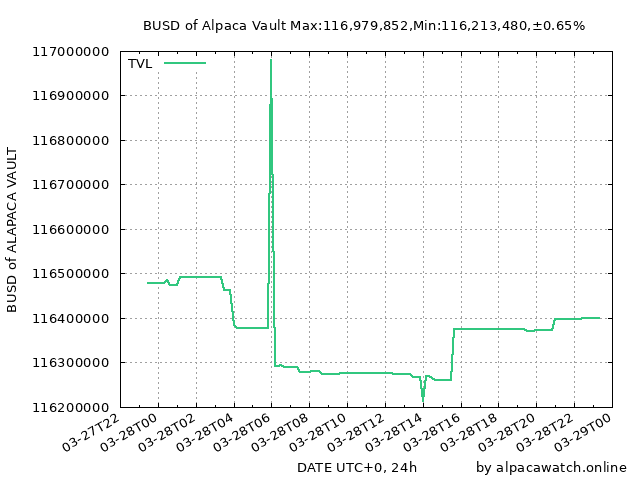 BUSD of Alpaca Vault Max:116,979,852,Min:116,213,480,±0.65%
TVL
117000000
116900000
116800000
116700000
116600000
116500000
116400000
116300000
116200000
BUSD of ALAPACA VAULT
03-27T22
03-28T00
03-28T02
03-28T04
03-28T06
03-28T08
03-28T10
03-28T12
03-28T14
03-28T16
03-28T18
03-28T20
03-28T22
03-29T00
DATE UTC+0, 24h
by alpacawatch.online